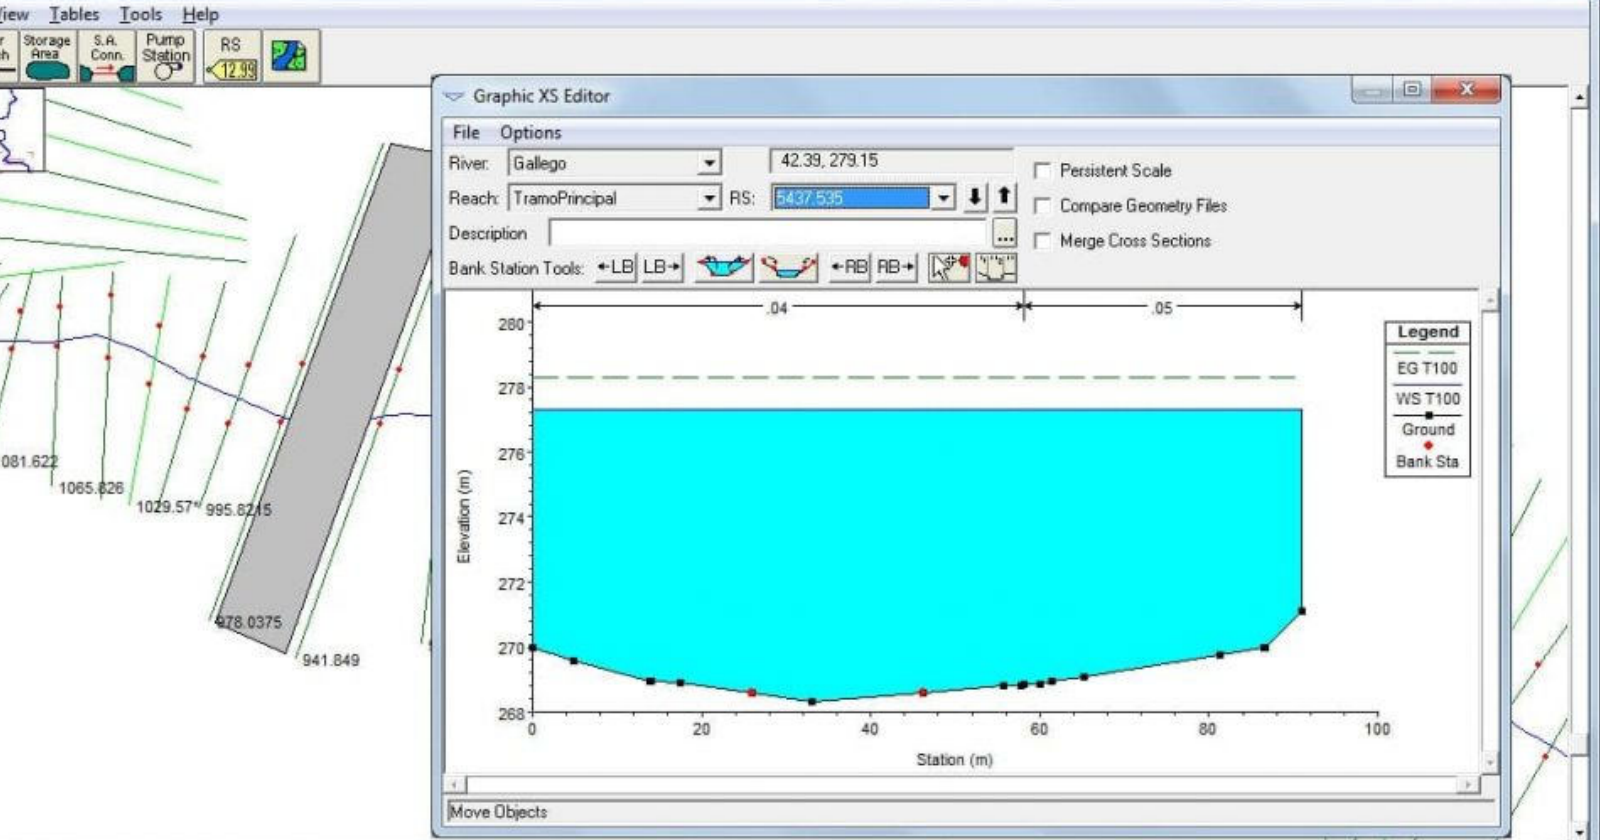 View Tables Tools Help
Storage Area
S.A. Conn.
Pump Station
RS
12.99
Graphic XS Editor
File Options
River: Gallego
42.39, 279.15
Persistent Scale
Reach: TramoPrincipal
RS: 5437.535
Compare Geometry Files
Description
...
Merge Cross Sections
Bank Station Tools: LB LB RB RB
.04
.05
280
278
276
274
272
270
268
Elevation (m)
0
20
40
60
80
100
Station (m)
Legend
EG T100
WS T100
Ground
Bank Sta
081.622
1065.826
1029.57*
995.8215
978.0375
941.849
Move Objects